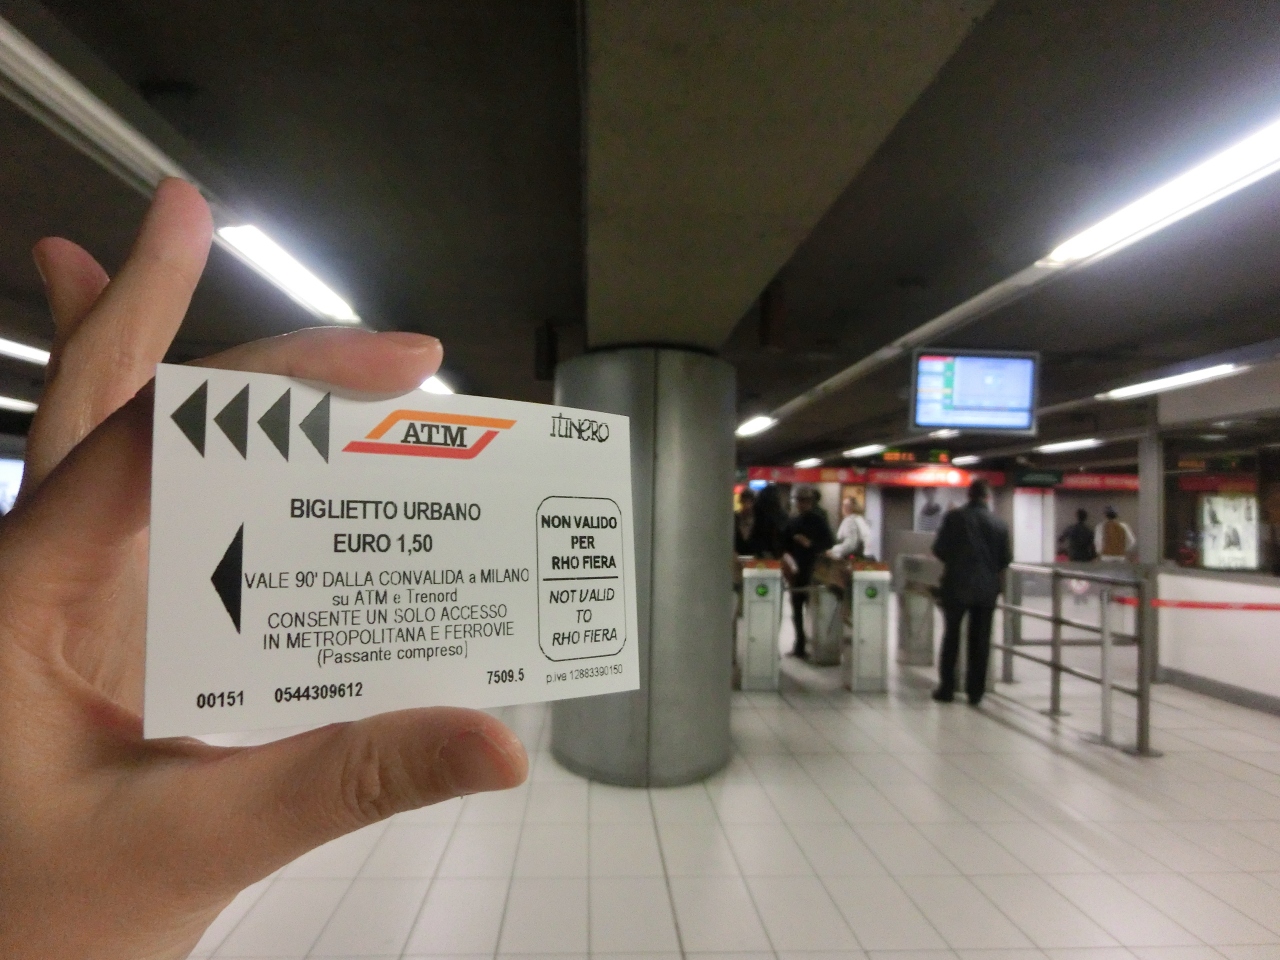 ATM
ITINERO
BIGLIETTO URBANO
EURO 1,50
VALE 90' DALLA CONVALIDA a MILANO
su ATM e Trenord
CONSENTE UN SOLO ACCESSO
IN METROPOLITANA E FERROVIE
(Passante compreso)
NON VALIDO
PER
RHO FIERA
NOT VALID
TO
RHO FIERA
00151 0544309612
7509.5
p.iva 12883390150